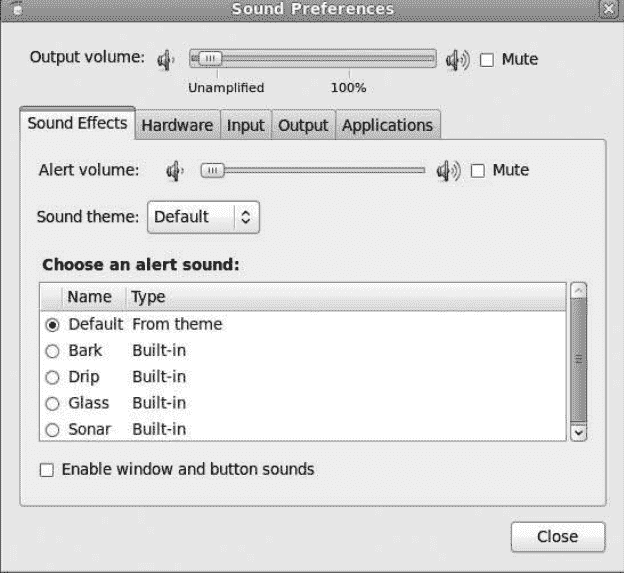 Sound Preferences
Output volume: Mute
Unamplified 100%
Sound Effects Hardware Input Output Applications
Alert volume: Mute
Sound theme: Default
Choose an alert sound:
Name Type
Default From theme
Bark Built-in
Drip Built-in
Glass Built-in
Sonar Built-in
Enable window and button sounds
Close